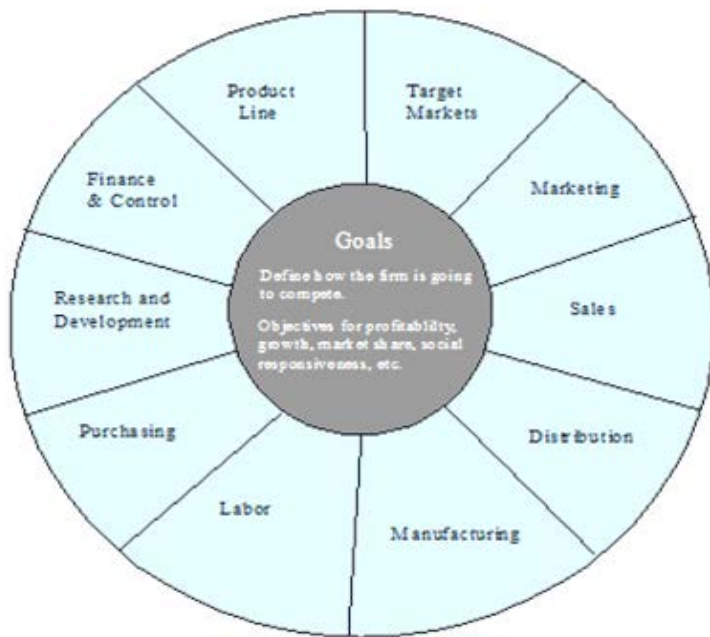 Product
Line
Target
Markets
Finance
& Control
Marketing
Goals
Define how the firm is going
to compete.
Objectives for profitablilty,
growth, market share, social
responsiveness, etc.
Research and
Development
Sales
Purchasing
Distribution
Labor
Manufacturing